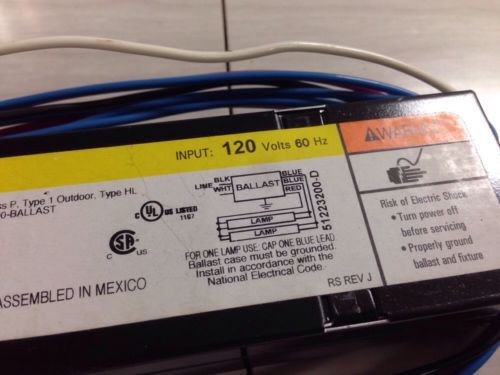 INPUT: 120 Volts 60 Hz
ss P, Type 1 Outdoor, Type HL
0-BALLAST
LINE BLK WHT BALLAST BLUE BLUE RED
LAMP
LAMP
51223200-D
c UL US LISTED
1107
SA
FOR ONE LAMP USE: CAP ONE BLUE LEAD.
Ballast case must be grounded.
Install in accordance with the
National Electrical Code.
ASSEMBLED IN MEXICO
RS REV J
WARNING
Risk of Electric Shock
• Turn power off
before servicing
• Properly ground
ballast and fixture